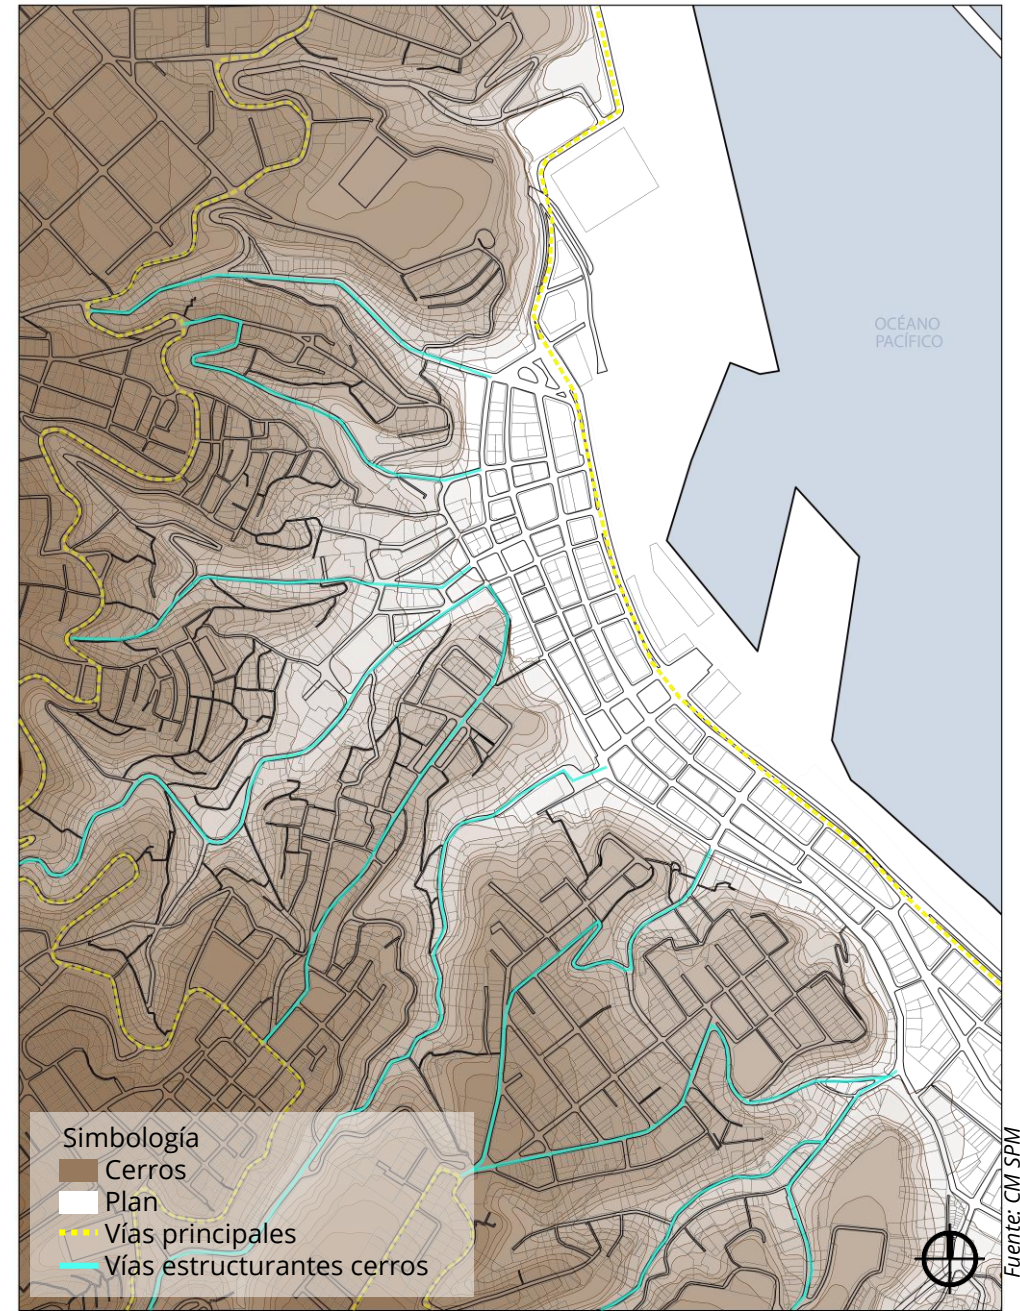 OCÉANO
PACÍFICO
Simbología
Cerros
Plan
Vías principales
Vías estructurantes cerros
Fuente: CM SPM